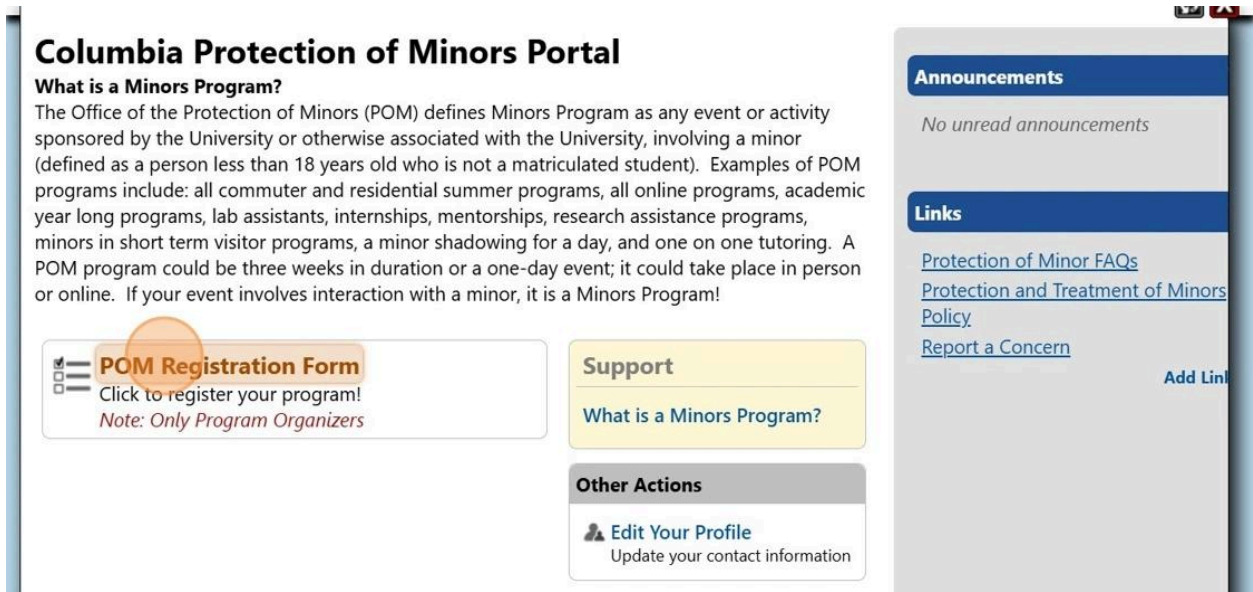 Columbia Protection of Minors Portal
What is a Minors Program?
The Office of the Protection of Minors (POM) defines Minors Program as any event or activity
sponsored by the University or otherwise associated with the University, involving a minor
(defined as a person less than 18 years old who is not a matriculated student).  Examples of POM
programs include: all commuter and residential summer programs, all online programs, academic
year long programs, lab assistants, internships, mentorships, research assistance programs,
minors in short term visitor programs, a minor shadowing for a day, and one on one tutoring.  A
POM program could be three weeks in duration or a one-day event; it could take place in person
or online.  If your event involves interaction with a minor, it is a Minors Program!
POM Registration Form
Click to register your program!
Note: Only Program Organizers
Support
What is a Minors Program?
Other Actions
Edit Your Profile
Update your contact information
Announcements
No unread announcements
Links
Protection of Minor FAQs
Protection and Treatment of Minors
Policy
Report a Concern
Add Lin